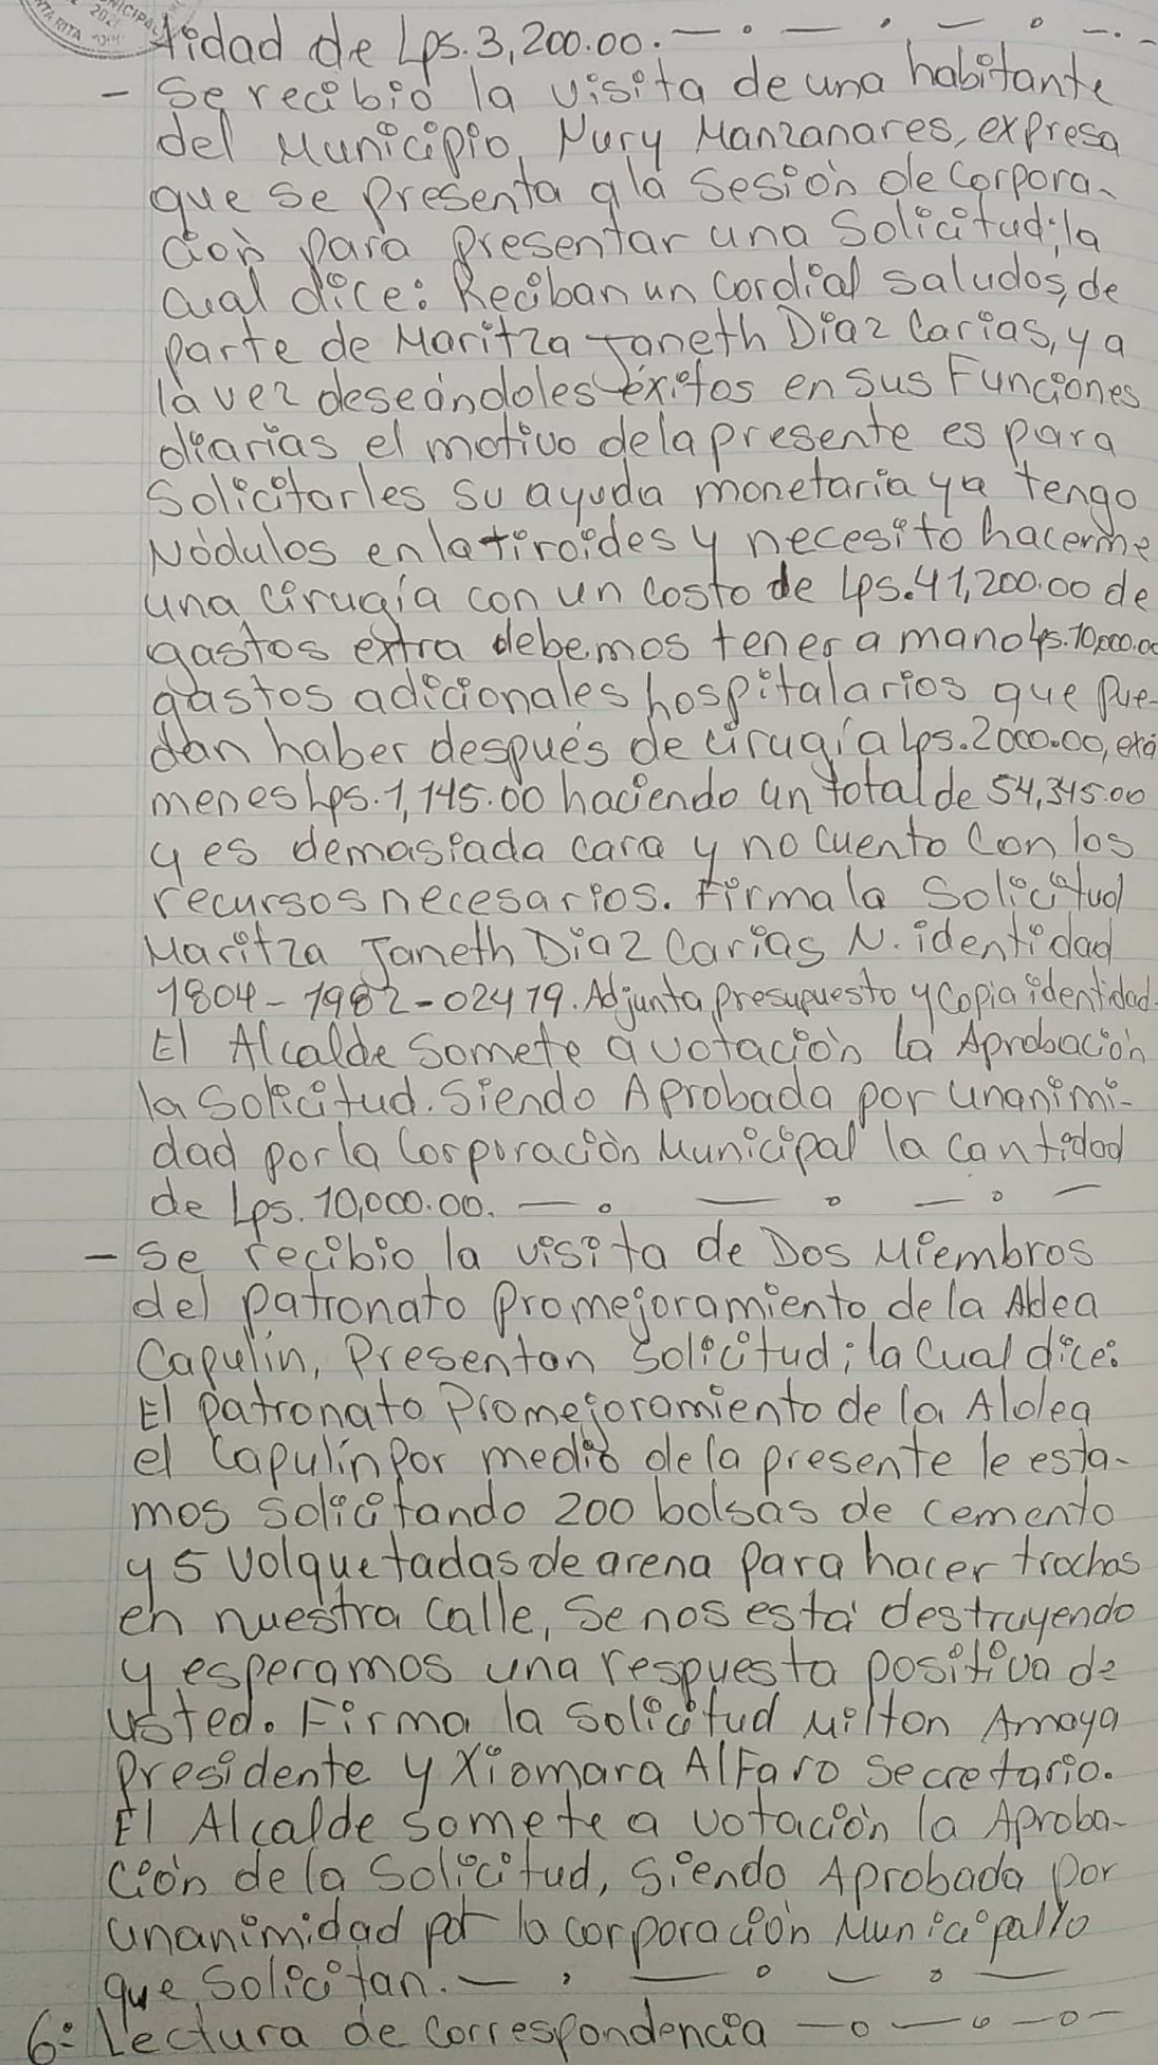 NICIPAL
2021
SANTA RITA
tidad de Lps. 3,200.00. — . — . — . — . . -
- Se recibio la visita de una habitante
del Municipio, Nury Manzanares, expresa
que se presenta a la Sesión de Corpora-
ción para presentar una Solicitud; la
cual dice: Reciban un Cordial saludos, de
parte de Maritza Janeth Diaz Carias, y a
la vez deseándoles éxitos en sus Funciones
diarias el motivo de la presente es para
Solicitarles su ayuda monetaria ya tengo
Nódulos en la tiroides y necesito hacerme
una Cirugía con un Costo de Lps. 41,200.00 de
gastos extra debemos tener a mano Lps. 10,000.00
gastos adicionales hospitalarios que Pue-
dan haber después de cirugía Lps. 2000.00, exá
menes Lps. 1,145.00 haciendo un total de 54,345.00
y es demasiada cara y no cuento Con los
recursos necesarios. Firma la Solicitud
Maritza Janeth Diaz Carias N. identidad
1804-1982-02479. Adjunta presupuesto y Copia identidad.
El Alcalde Somete a votación la Aprobación
la Solicitud. Siendo Aprobada por unanimi-
dad por la Corporación Municipal la cantidad
de Lps. 10,000.00. — . — . — . —
- Se recibio la visita de Dos Miembros
del patronato Promejoramiento de la Aldea
Capulín, Presentan Solicitud; la Cual dice:
El patronato Promejoramiento de la Aldea
el Capulín Por medio de la presente le esta-
mos Solicitando 200 bolsas de cemento
y 5 Volquetadas de arena para hacer trochas
en nuestra Calle, Se nos está destruyendo
y esperamos una respuesta positiva de
usted. Firma la Solicitud Milton Amaya
Presidente y Xiomara Alfaro Secretario.
El Alcalde somete a votación la Aproba-
ción de la Solicitud, Siendo Aprobada Por
unanimidad por la corporación Municipal lo
que Solicitan. — . — . — . —
6: Lectura de Correspondencia — o — o — o —